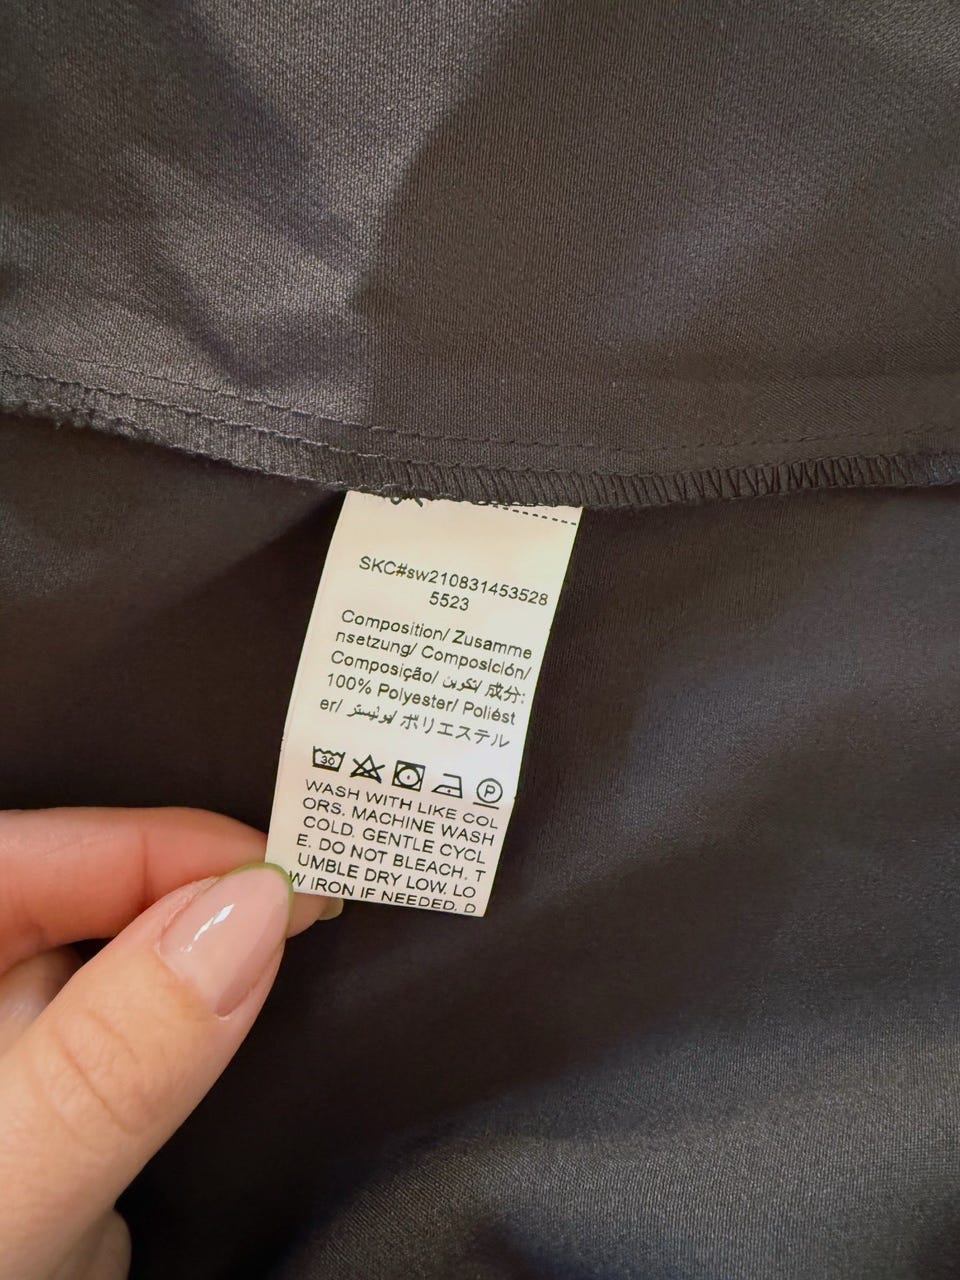 SKC#sw210831453528
5523
Composition/ Zusamme
nsetzung/ Composición/
Composição/ تكوين/ 成分:
100% Polyester/ Poliést
er/ بوليستر/ ポリエステル
30
P
WASH WITH LIKE COL
ORS. MACHINE WASH
COLD. GENTLE CYCL
E. DO NOT BLEACH. T
UMBLE DRY LOW. LO
W IRON IF NEEDED. D